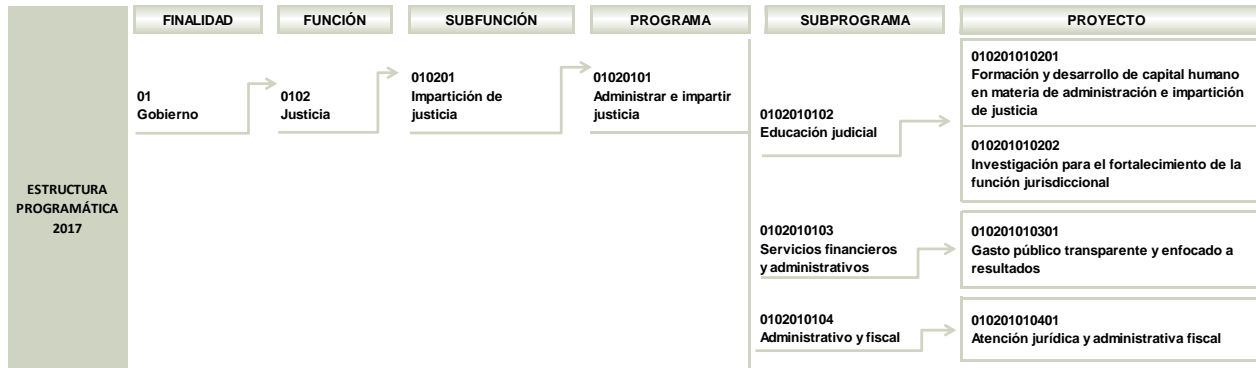 FINALIDAD
FUNCIÓN
SUBFUNCIÓN
PROGRAMA
SUBPROGRAMA
PROYECTO
ESTRUCTURA
PROGRAMÁTICA
2017
01
Gobierno
0102
Justicia
010201
Impartición de
justicia
01020101
Administrar e impartir
justicia
0102010102
Educación judicial
010201010201
Formación y desarrollo de capital humano
en materia de administración e impartición
de justicia
010201010202
Investigación para el fortalecimiento de la
función jurisdiccional
0102010103
Servicios financieros
y administrativos
010201010301
Gasto público transparente y enfocado a
resultados
0102010104
Administrativo y fiscal
010201010401
Atención jurídica y administrativa fiscal